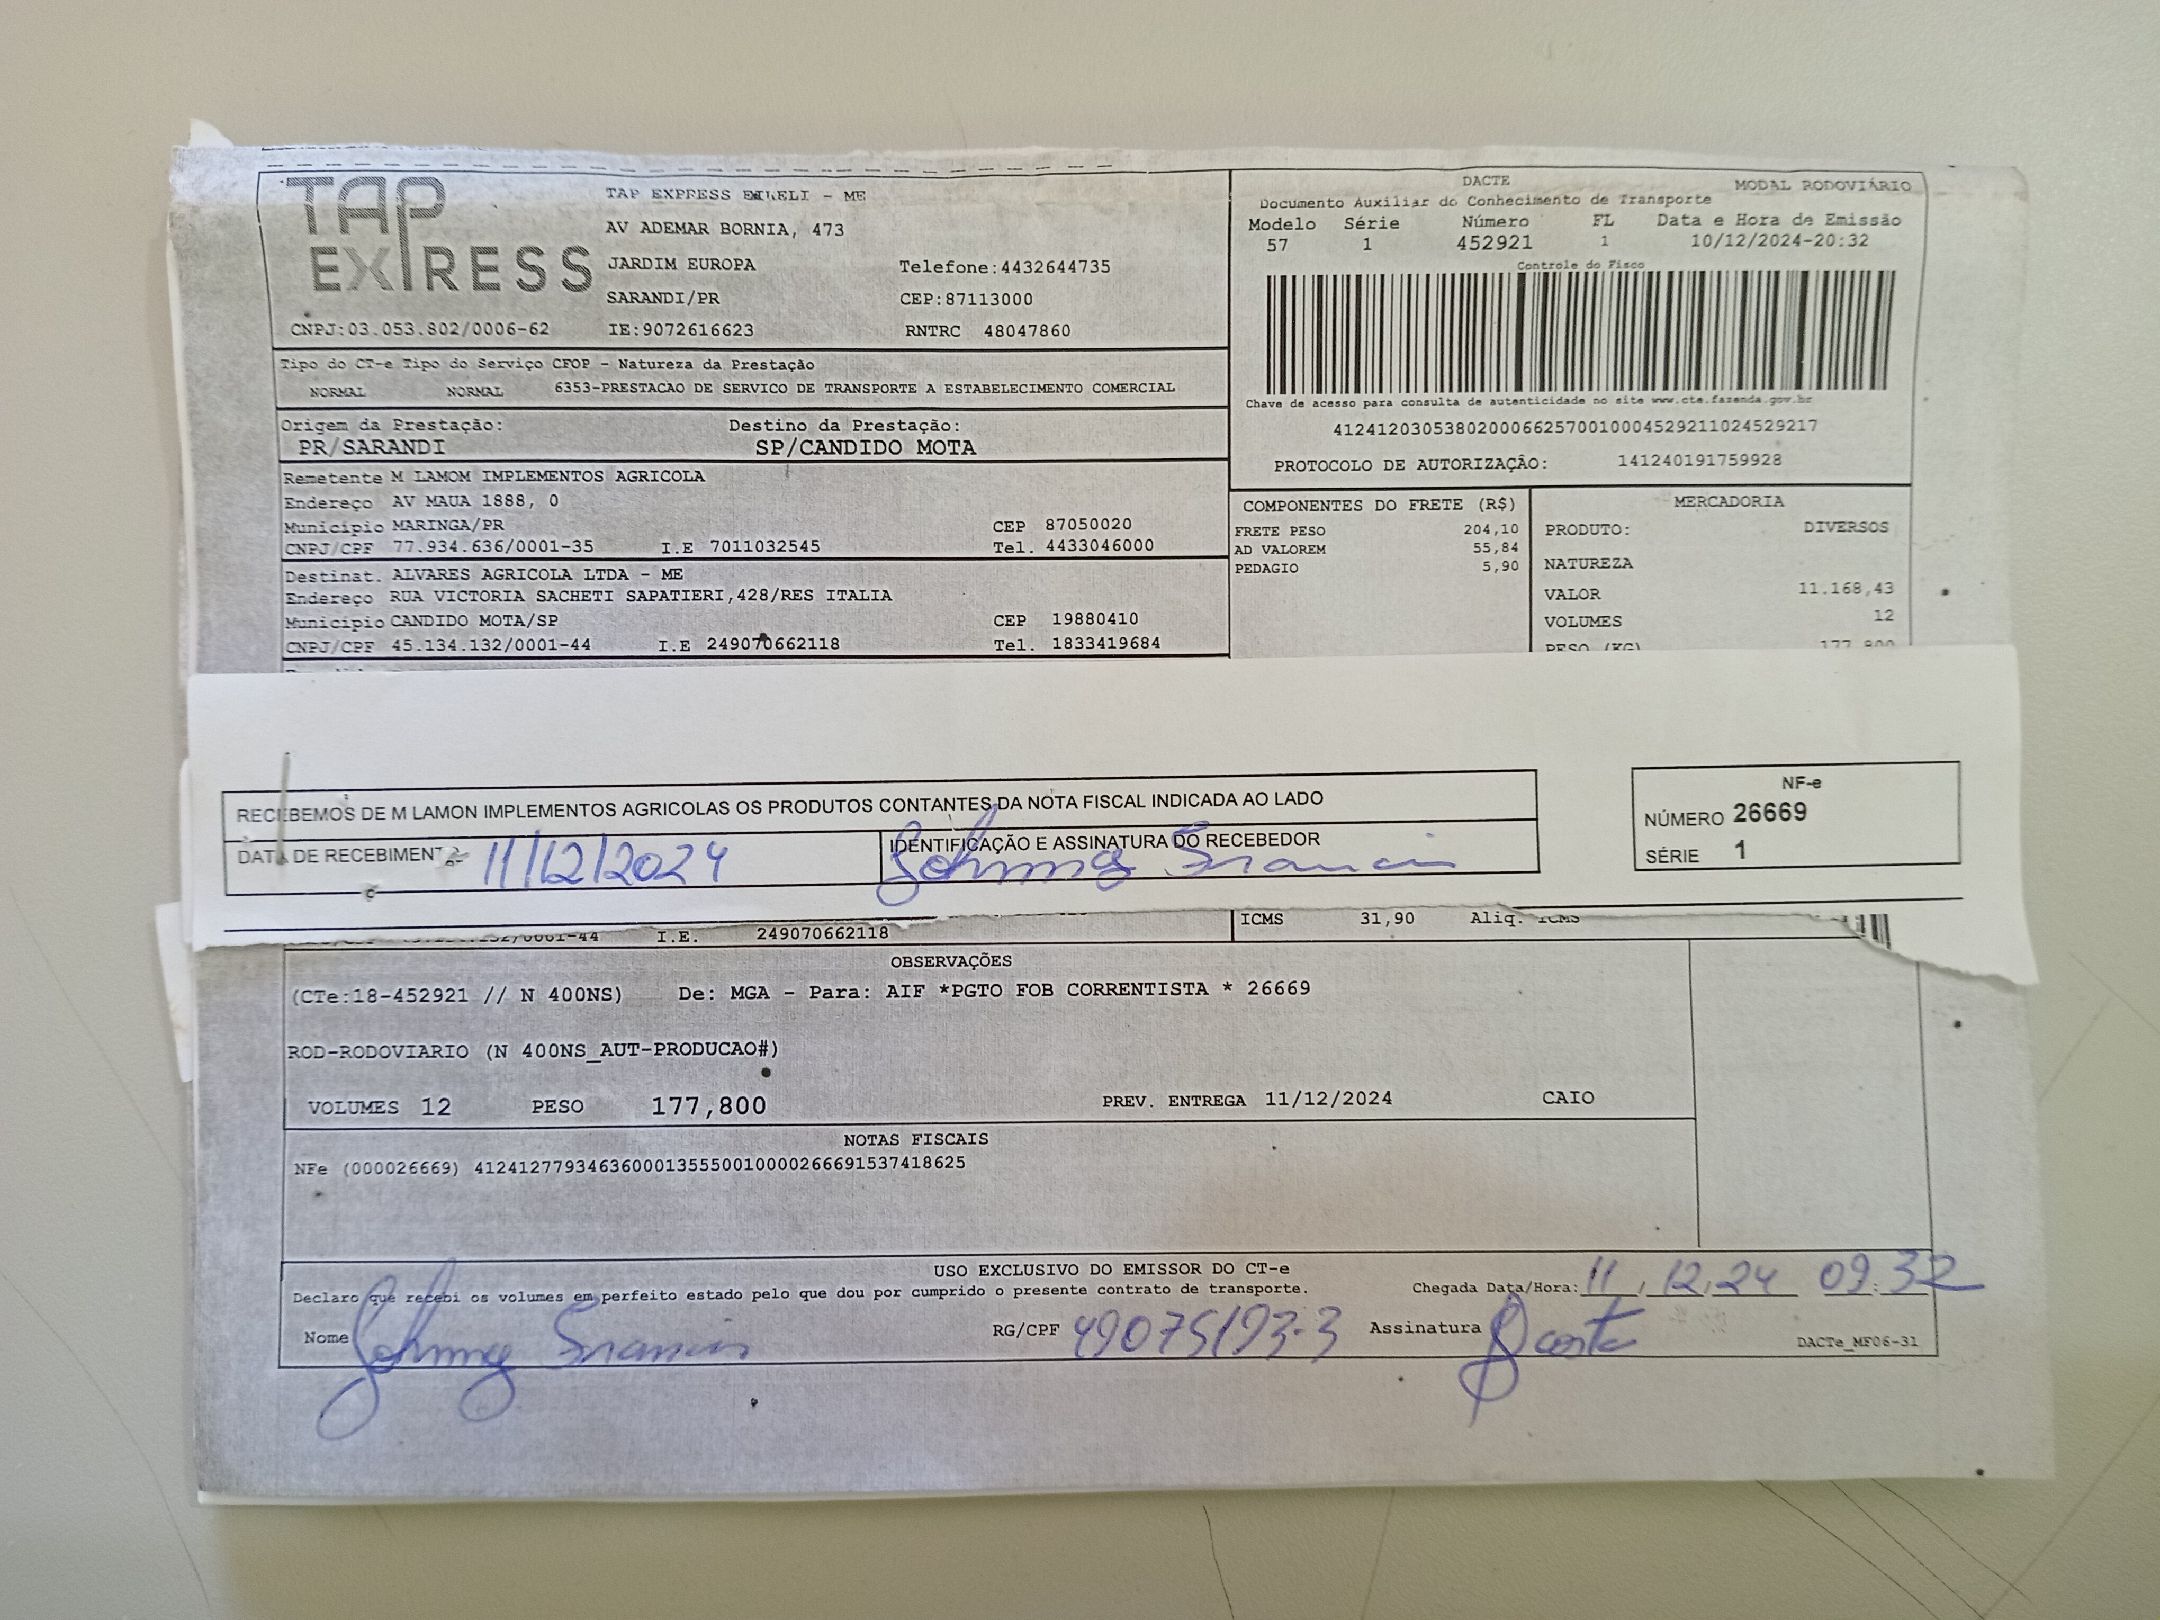 TAP EXPRESS
TAP EXPRESS EIRELI - ME
AV ADEMAR BORNIA, 473
JARDIM EUROPA Telefone:4432644735
SARANDI/PR CEP:87113000
CNPJ:03.053.802/0006-62 IE:9072616623 RNTRC 48047860
DACTE MODAL RODOVIÁRIO
Documento Auxiliar do Conhecimento de Transporte
Modelo Série Número FL Data e Hora de Emissão
57 1 452921 1 10/12/2024-20:32
Controle do Fisco
Chave de acesso para consulta de autenticidade no site www.cte.fazenda.gov.br
41241203053802000662570010004529211024529217
PROTOCOLO DE AUTORIZAÇÃO: 141240191759928
Tipo do CT-e Tipo do Serviço CFOP - Natureza da Prestação
NORMAL NORMAL 6353-PRESTACAO DE SERVICO DE TRANSPORTE A ESTABELECIMENTO COMERCIAL
Origem da Prestação: Destino da Prestação:
PR/SARANDI SP/CANDIDO MOTA
Remetente M LAMOM IMPLEMENTOS AGRICOLA
Endereço AV MAUA 1888, 0
Municipio MARINGA/PR CEP 87050020
CNPJ/CPF 77.934.636/0001-35 I.E 7011032545 Tel. 4433046000
Destinat. ALVARES AGRICOLA LTDA - ME
Endereço RUA VICTORIA SACHETI SAPATIERI,428/RES ITALIA
Municipio CANDIDO MOTA/SP CEP 19880410
CNPJ/CPF 45.134.132/0001-44 I.E 249070662118 Tel. 1833419684
COMPONENTES DO FRETE (R$)
FRETE PESO 204,10
AD VALOREM 55,84
PEDAGIO 5,90
MERCADORIA
PRODUTO: DIVERSOS
NATUREZA
VALOR 11.168,43
VOLUMES 12
PESO (KG) 177,800
RECEBEMOS DE M LAMON IMPLEMENTOS AGRICOLAS OS PRODUTOS CONTANTES DA NOTA FISCAL INDICADA AO LADO
DATA DE RECEBIMENTO 11/12/2024
IDENTIFICAÇÃO E ASSINATURA DO RECEBEDOR
NF-e
NÚMERO 26669
SÉRIE 1
I.E. 249070662118
ICMS 31,90 Aliq. ICMS
OBSERVAÇÕES
(CTe:18-452921 // N 400NS) De: MGA - Para: AIF *PGTO FOB CORRENTISTA * 26669
ROD-RODOVIARIO (N 400NS_AUT-PRODUCAO#)
VOLUMES 12 PESO 177,800 PREV. ENTREGA 11/12/2024 CAIO
NOTAS FISCAIS
NFe (000026669) 41241277934636000135550010000266691537418625
USO EXCLUSIVO DO EMISSOR DO CT-e
Declaro que recebi os volumes em perfeito estado pelo que dou por cumprido o presente contrato de transporte. Chegada Data/Hora: 11,12,24 09:32
Nome RG/CPF Assinatura
DACTe_MF06-31